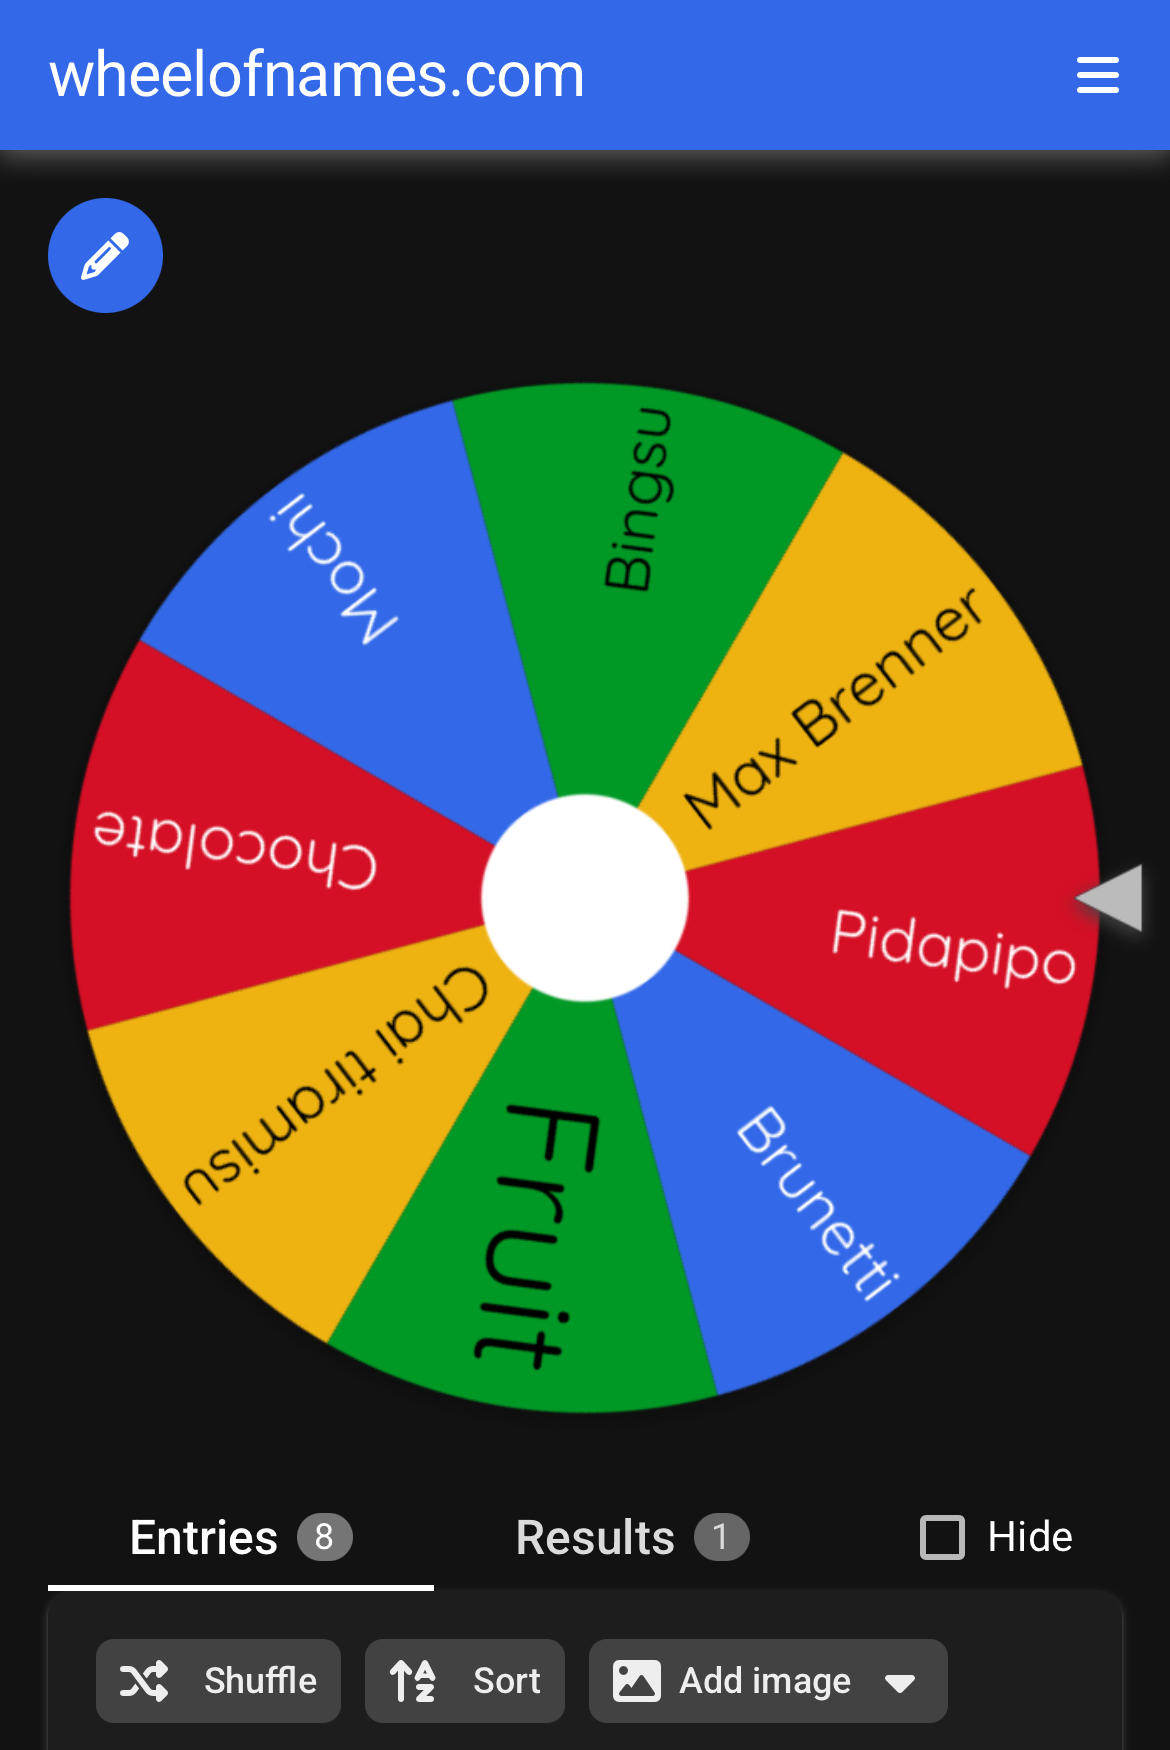 wheelofnames.com
Bingsu
Max Brenner
Pidapipo
Brunetti
Fruit
Chai tiramisu
Chocolate
Mochi
Entries 8
Results 1
Hide
Shuffle
Sort
Add image